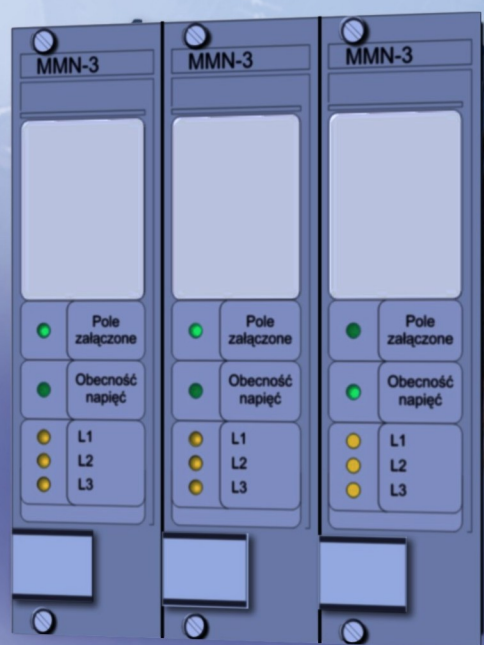 MMN-3
Pole
załączone
Obecność
napięć
L1
L2
L3
MMN-3
Pole
załączone
Obecność
napięć
L1
L2
L3
MMN-3
Pole
załączone
Obecność
napięć
L1
L2
L3